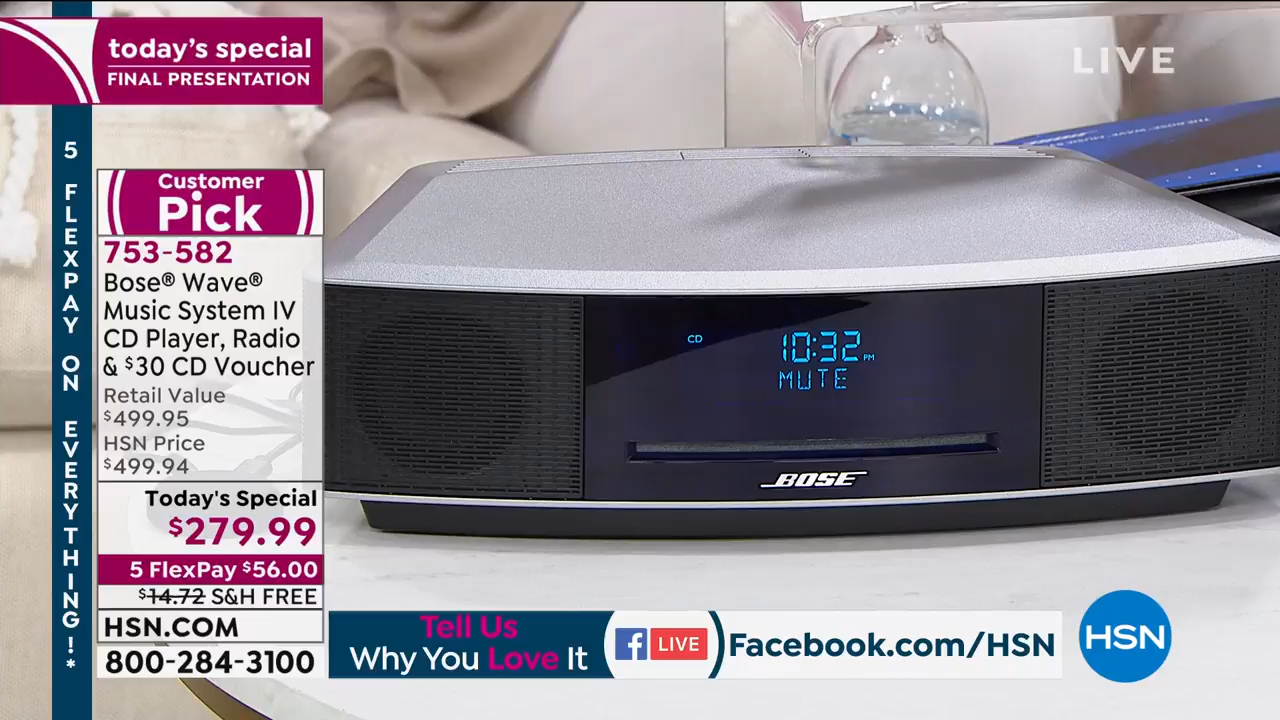 today's special
FINAL PRESENTATION
LIVE
5 FLEXPAY ON EVERYTHING!*
Customer
Pick
753-582
Bose® Wave®
Music System IV
CD Player, Radio
& $30 CD Voucher
Retail Value
$499.95
HSN Price
$499.94
Today's Special
$279.99
5 FlexPay $56.00
$14.72 S&H FREE
HSN.COM
800-284-3100
CD
10:32 PM
MUTE
BOSE
Tell Us
Why You Love It
f LIVE
Facebook.com/HSN
HSN